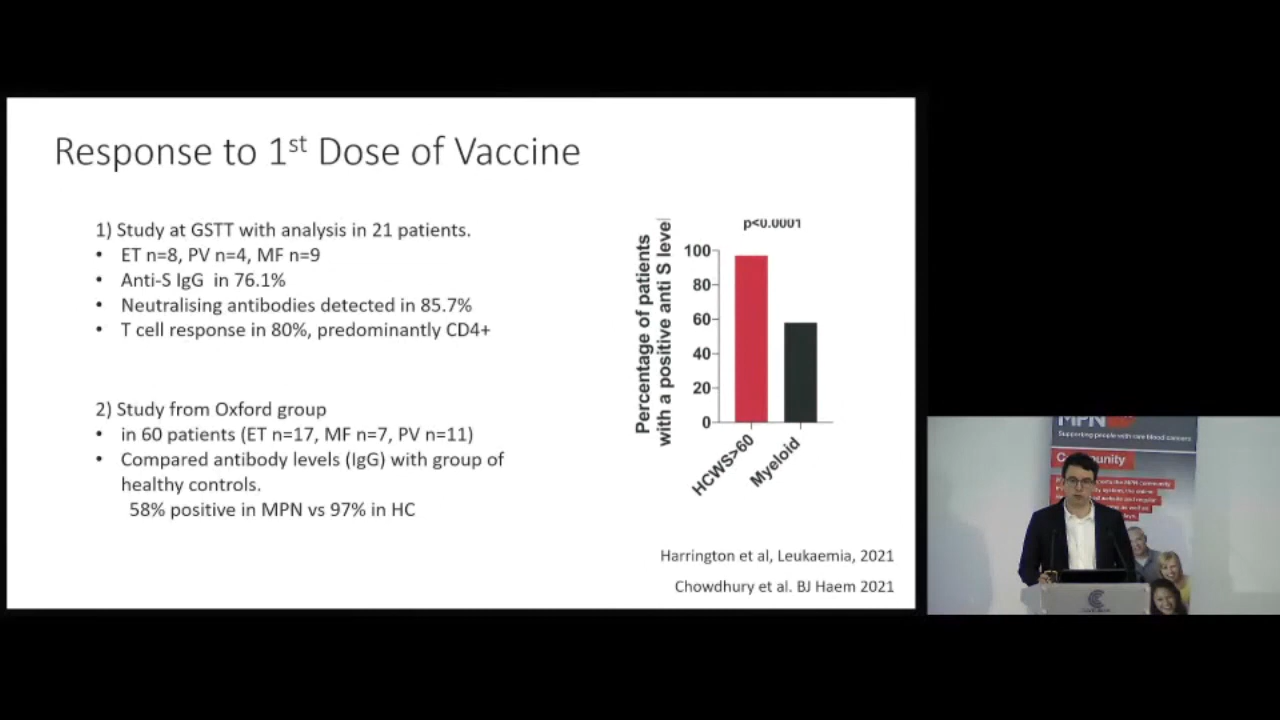 Response to 1st Dose of Vaccine
1) Study at GSTT with analysis in 21 patients.
• ET n=8, PV n=4, MF n=9
• Anti-S IgG in 76.1%
• Neutralising antibodies detected in 85.7%
• T cell response in 80%, predominantly CD4+
2) Study from Oxford group
• in 60 patients (ET n=17, MF n=7, PV n=11)
• Compared antibody levels (IgG) with group of
healthy controls.
58% positive in MPN vs 97% in HC
p<0.0001
Percentage of patients
with a positive anti S level
100
80
60
40
20
0
HCWS>60
Myeloid
Harrington et al, Leukaemia, 2021
Chowdhury et al. BJ Haem 2021
MPN
Supporting people with rare blood cancers